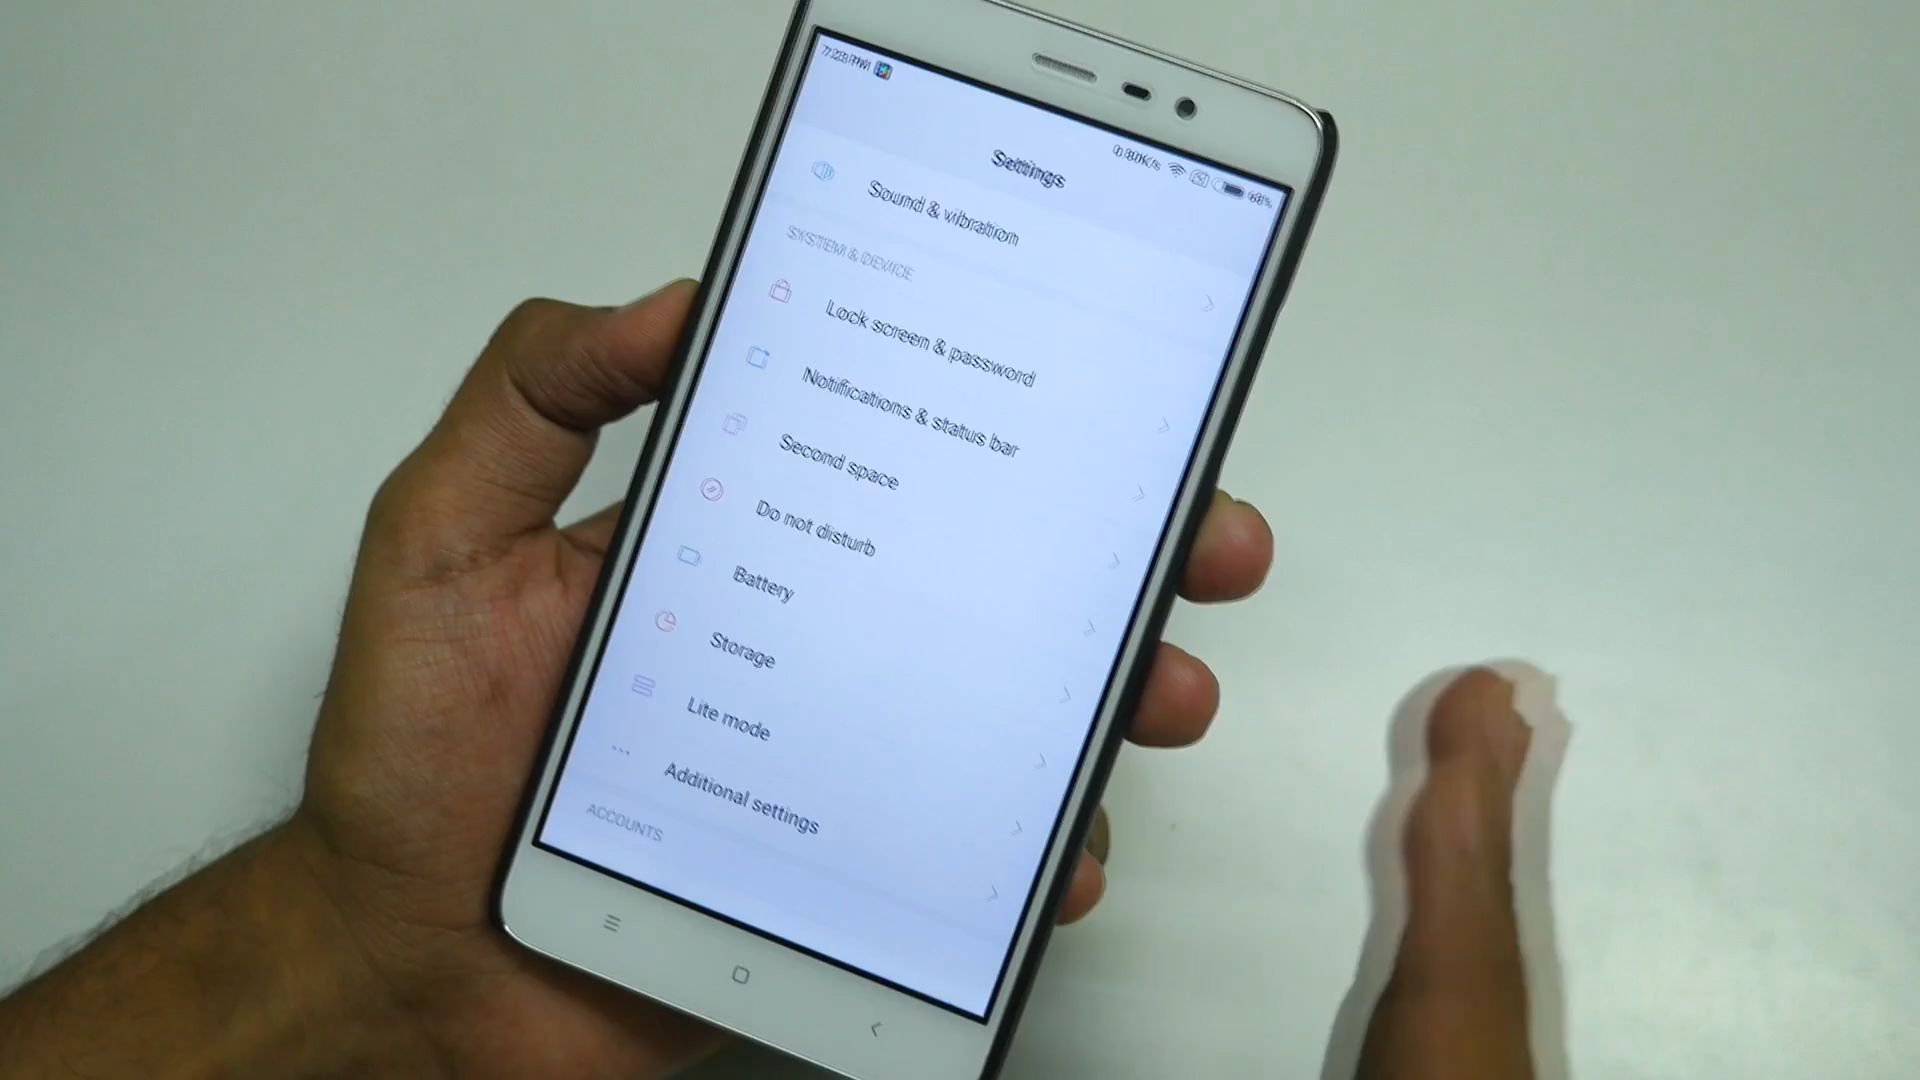 Settings
Sound & vibration
SYSTEM & DEVICE
Lock screen & password
Notifications & status bar
Second space
Do not disturb
Battery
Storage
Lite mode
Additional settings
ACCOUNTS